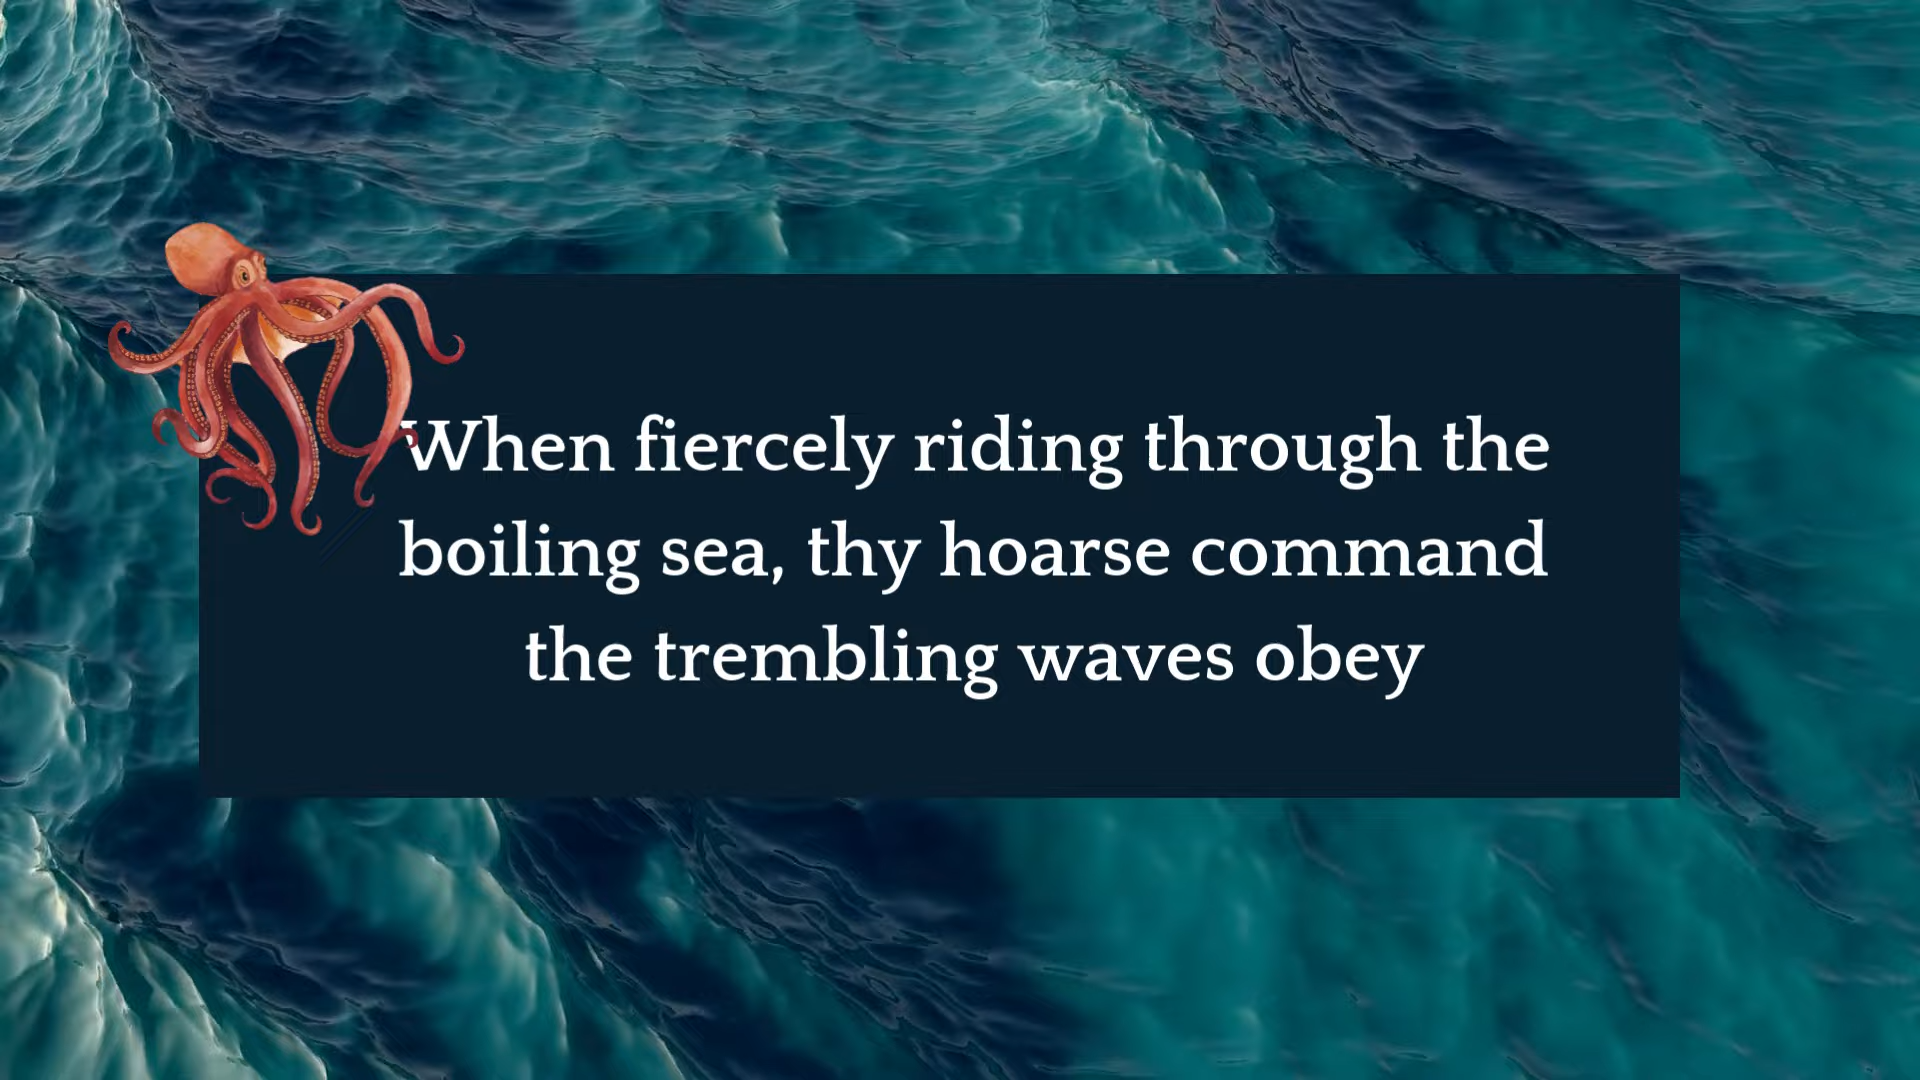 When fiercely riding through the
boiling sea, thy hoarse command
the trembling waves obey